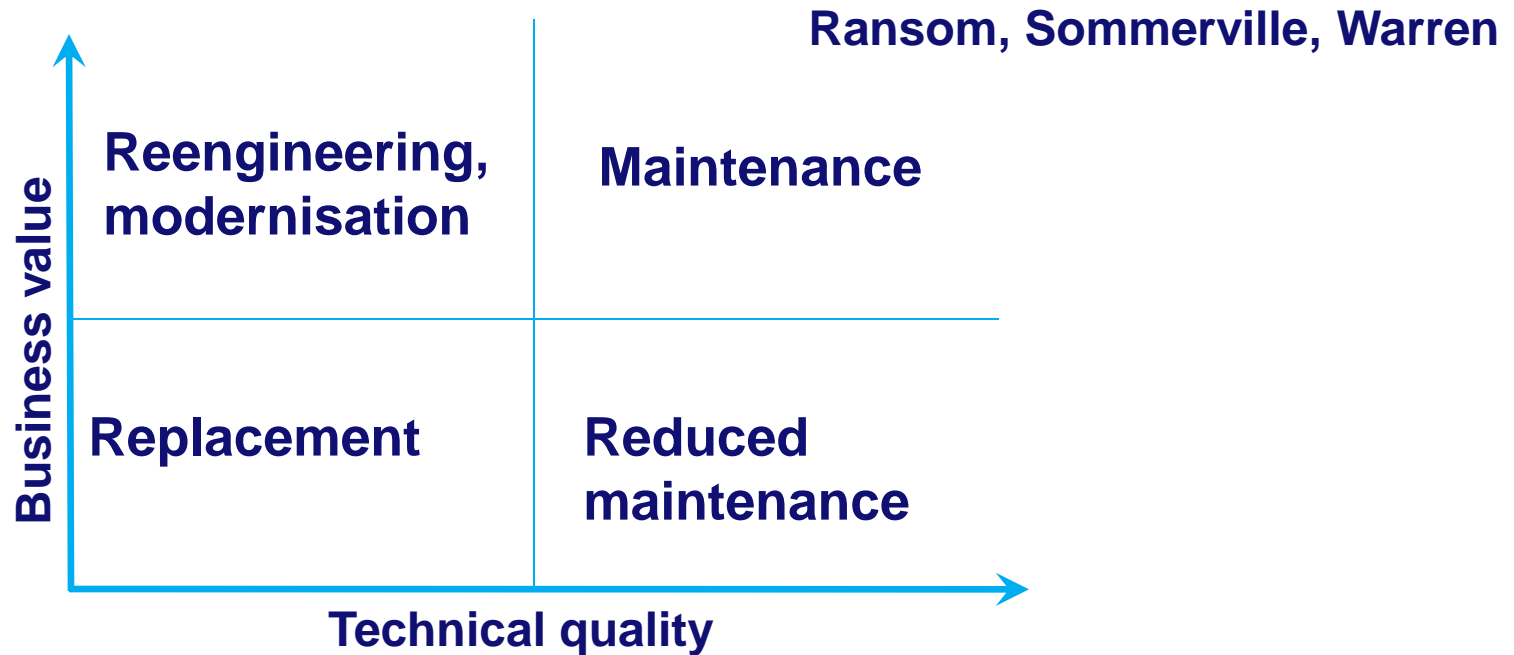 Ransom, Sommerville, Warren
Business value
Reengineering,
modernisation
Maintenance
Replacement
Reduced
maintenance
Technical quality